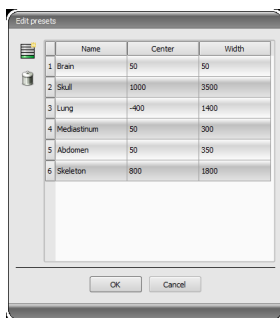 Edit presets
Name Center Width
1 Brain 50 50
2 Skull 1000 3500
3 Lung -400 1400
4 Mediastinum 50 300
5 Abdomen 50 350
6 Skeleton 800 1800
OK Cancel